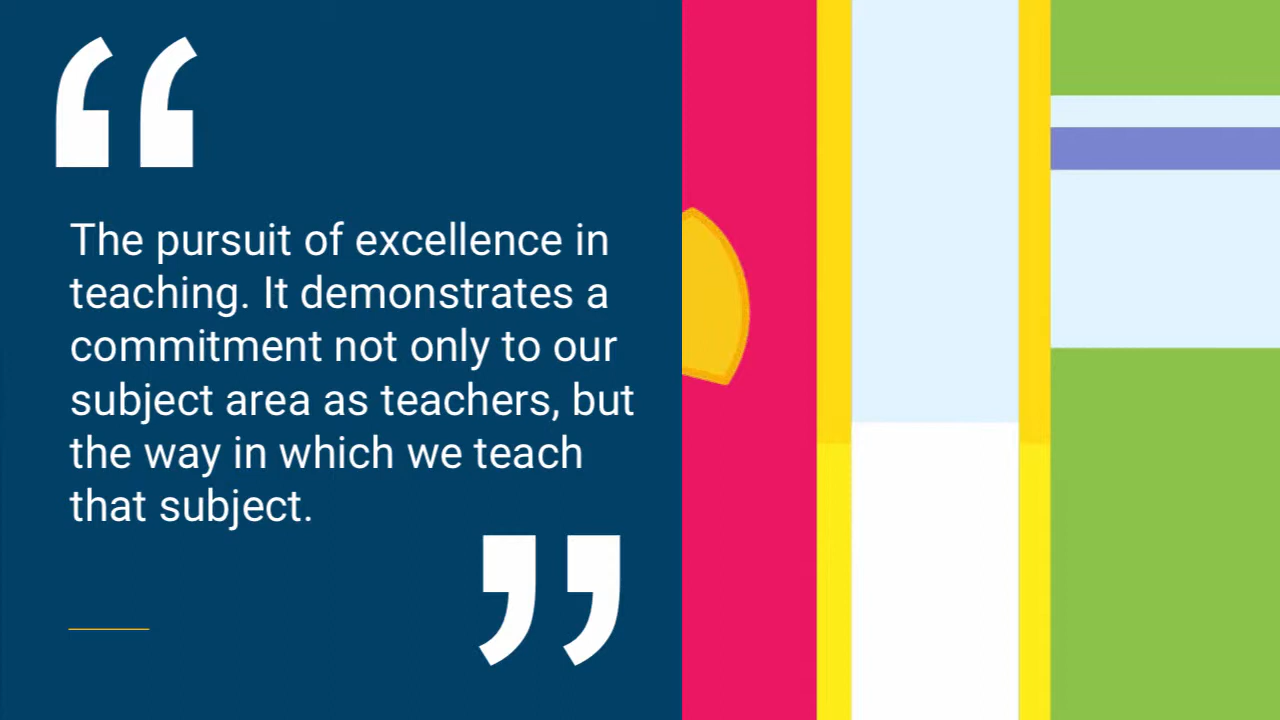 “
The pursuit of excellence in
teaching. It demonstrates a
commitment not only to our
subject area as teachers, but
the way in which we teach
that subject.
”